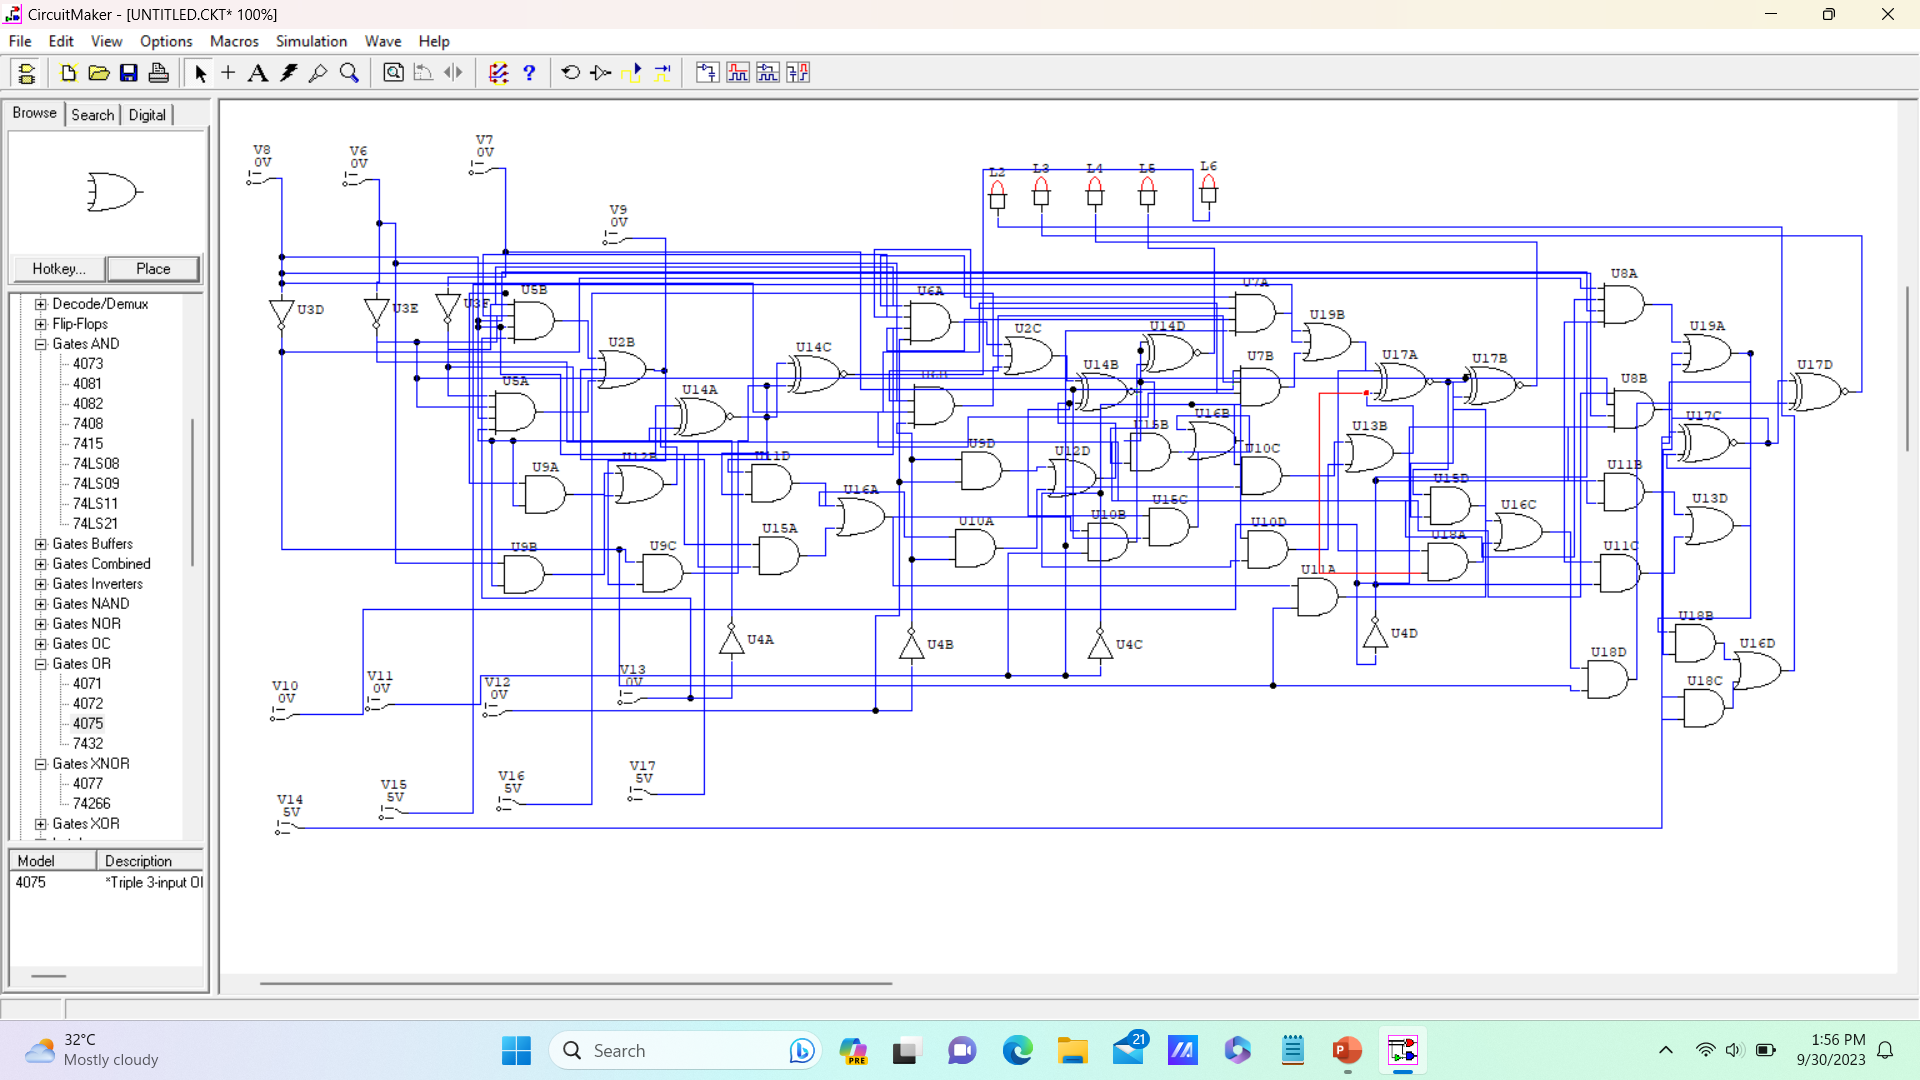 CircuitMaker - [UNTITLED.CKT* 100%]
File Edit View Options Macros Simulation Wave Help
Browse Search Digital
Hotkey... Place
Decode/Demux
Flip-Flops
Gates AND
4073
4081
4082
7408
7415
74LS08
74LS09
74LS11
74LS21
Gates Buffers
Gates Combined
Gates Inverters
Gates NAND
Gates NOR
Gates OC
Gates OR
4071
4072
4075
7432
Gates XNOR
4077
74266
Gates XOR
Model Description
4075 *Triple 3-input OI
V8
0V
V6
0V
V7
0V
V9
0V
L2 L3 L4 L5 L6
U3D U3E U3F U5B
U2B
U5A
U14A
U14C
U6A
U2C
U14B
U14D
U7A
U7B
U19B
U17A
U17B
U8A
U19A
U8B
U17C
U17D
U9A
U12B
U11D
U16A
U9D
U12D
U15B
U16B
U10C
U13B
U15D
U16C
U11B
U13D
U9B
U9C
U15A
U10A
U10B
U15C
U10D
U11A
U18A
U11C
U4A
U4B
U4C
U4D
U18B
U16D
U18D
U18C
V10
0V
V11
0V
V12
0V
V13
0V
V14
5V
V15
5V
V16
5V
V17
5V
32°C
Mostly cloudy
Search
PRE
21
1:56 PM
9/30/2023